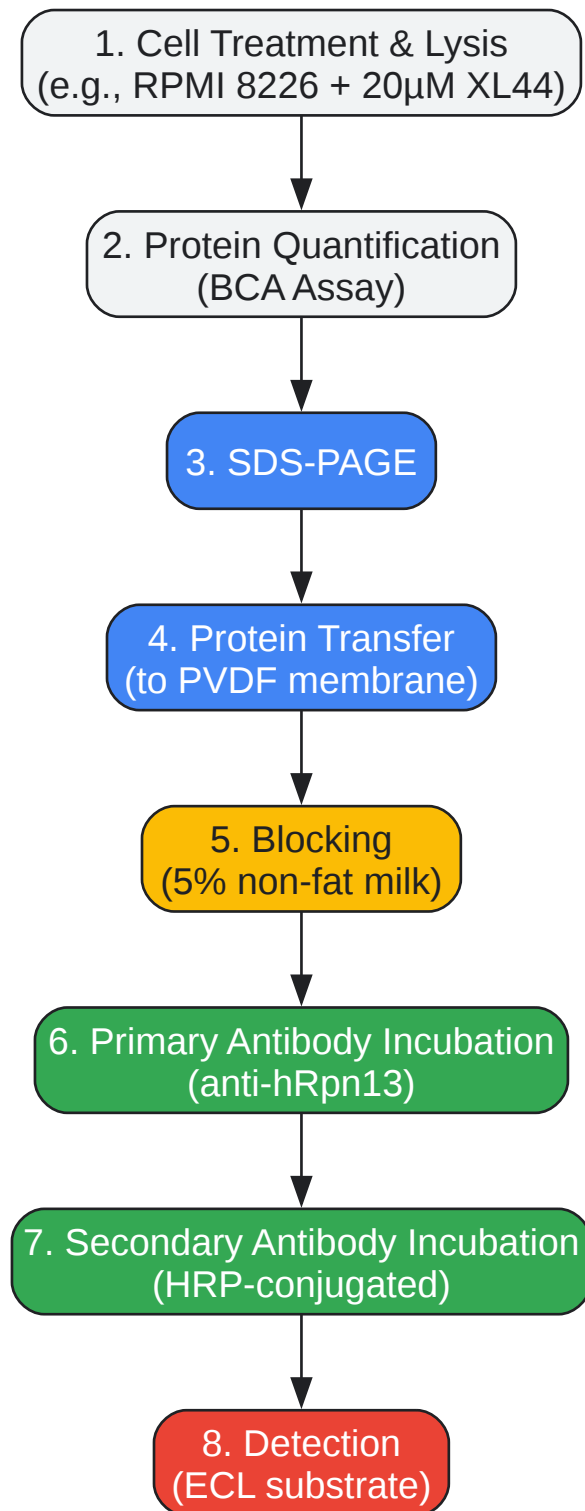 1. Cell Treatment & Lysis
(e.g., RPMI 8226 + 20µM XL44)
2. Protein Quantification
(BCA Assay)
3. SDS-PAGE
4. Protein Transfer
(to PVDF membrane)
5. Blocking
(5% non-fat milk)
6. Primary Antibody Incubation
(anti-hRpn13)
7. Secondary Antibody Incubation
(HRP-conjugated)
8. Detection
(ECL substrate)